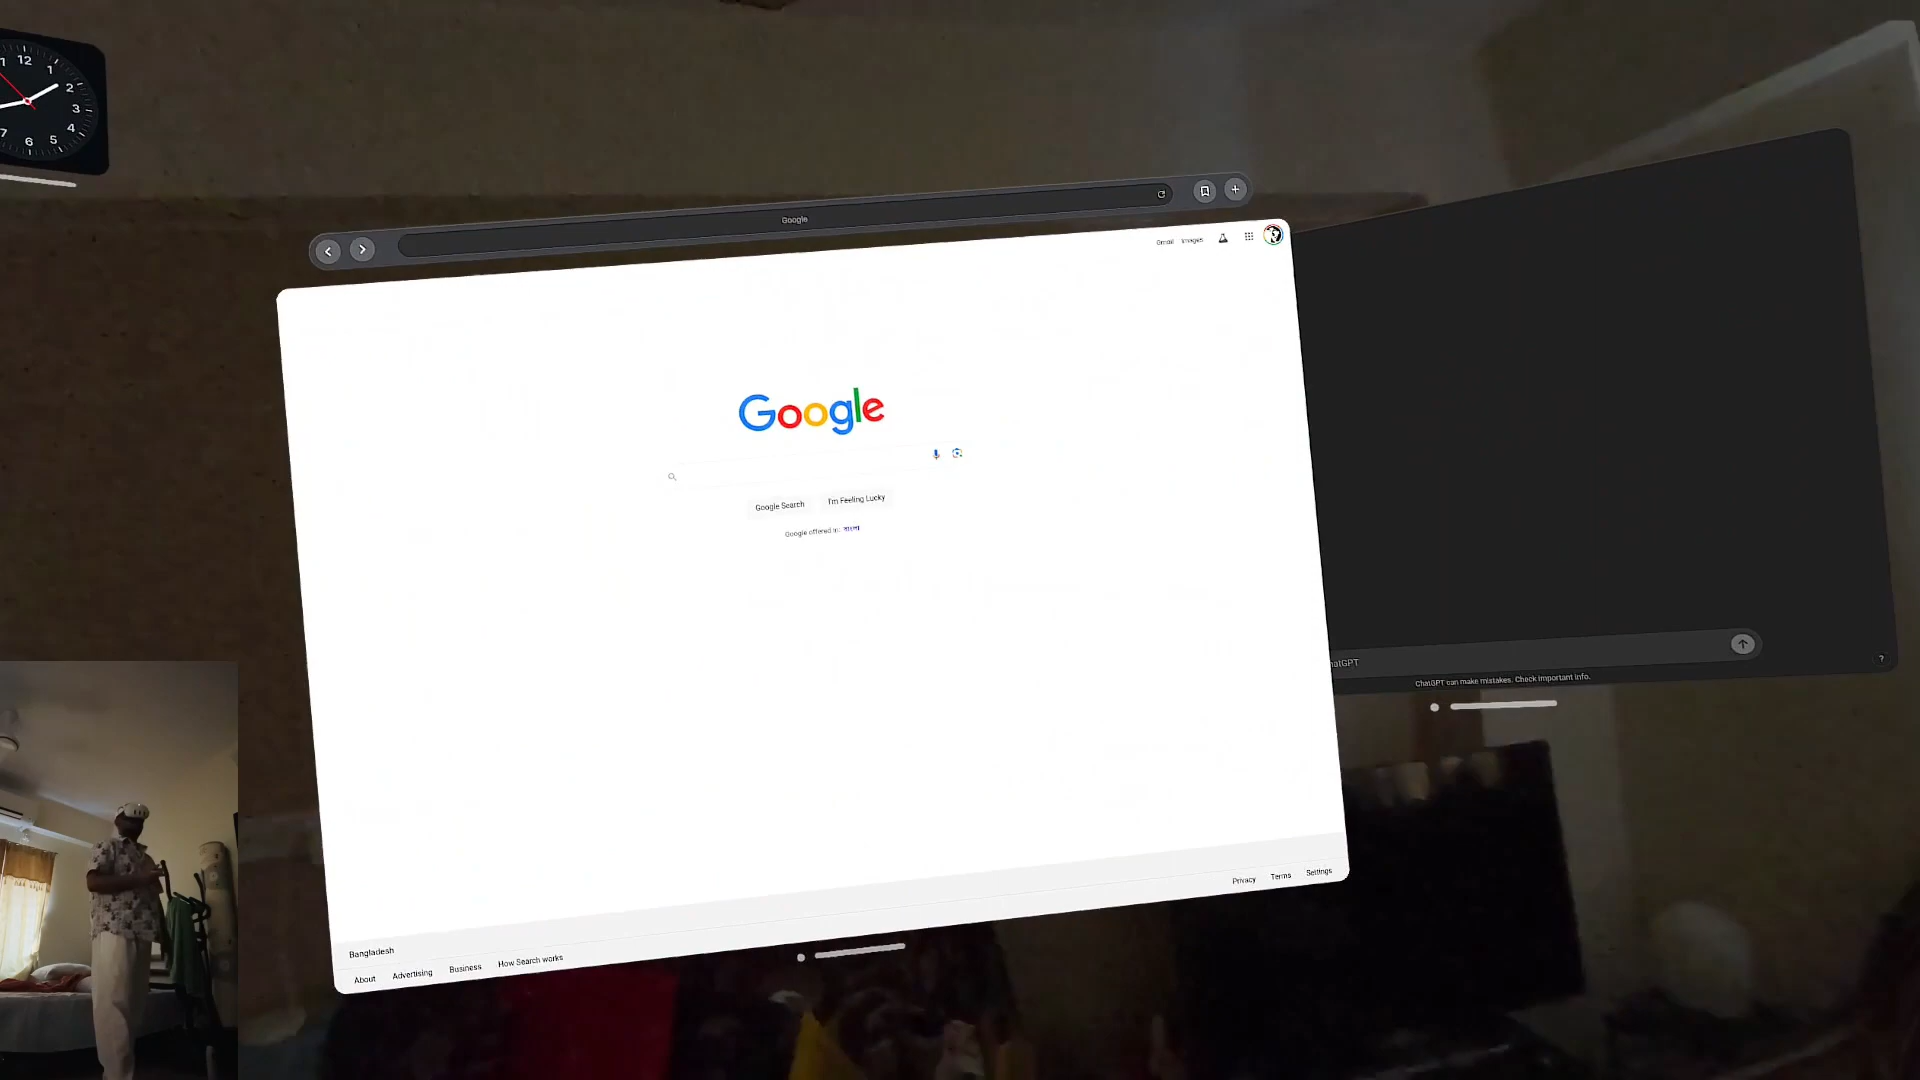 12
1
2
3
4
5
6
7
Google
Gmail Images
Google
Google Search I'm Feeling Lucky
Google offered in: বাংলা
ChatGPT can make mistakes. Check important info.
?
Privacy Terms Settings
Bangladesh
About Advertising Business How Search works